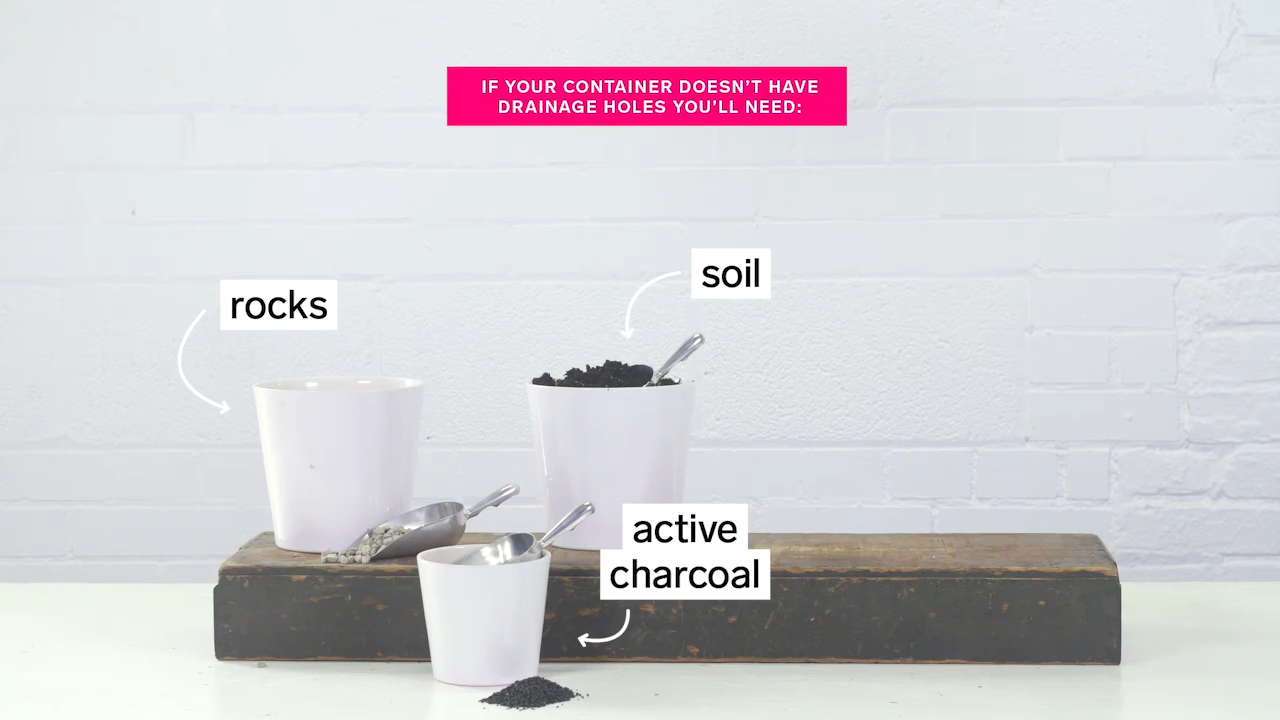 IF YOUR CONTAINER DOESN’T HAVE
DRAINAGE HOLES YOU’LL NEED:
soil
rocks
active
charcoal